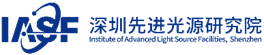 IASF
深圳先进光源研究院
Institute of Advanced Light Source Facilities, Shenzhen